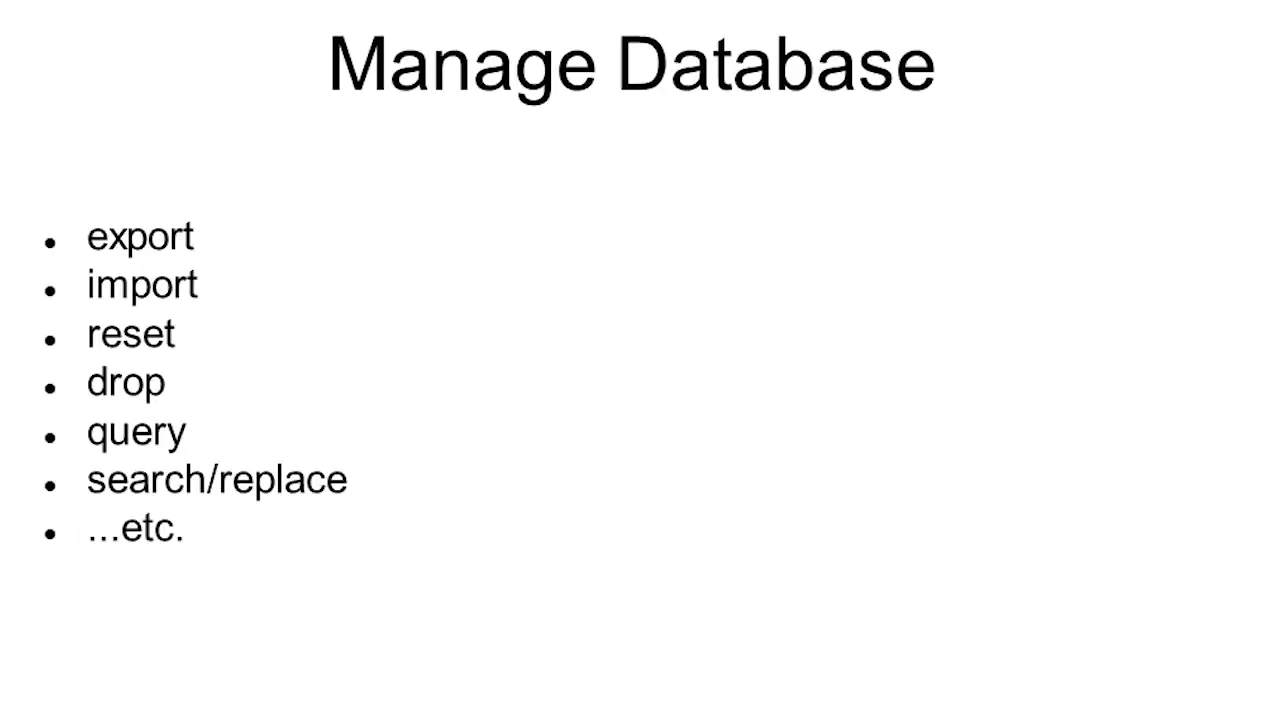 Manage Database
● export
● import
● reset
● drop
● query
● search/replace
● ...etc.